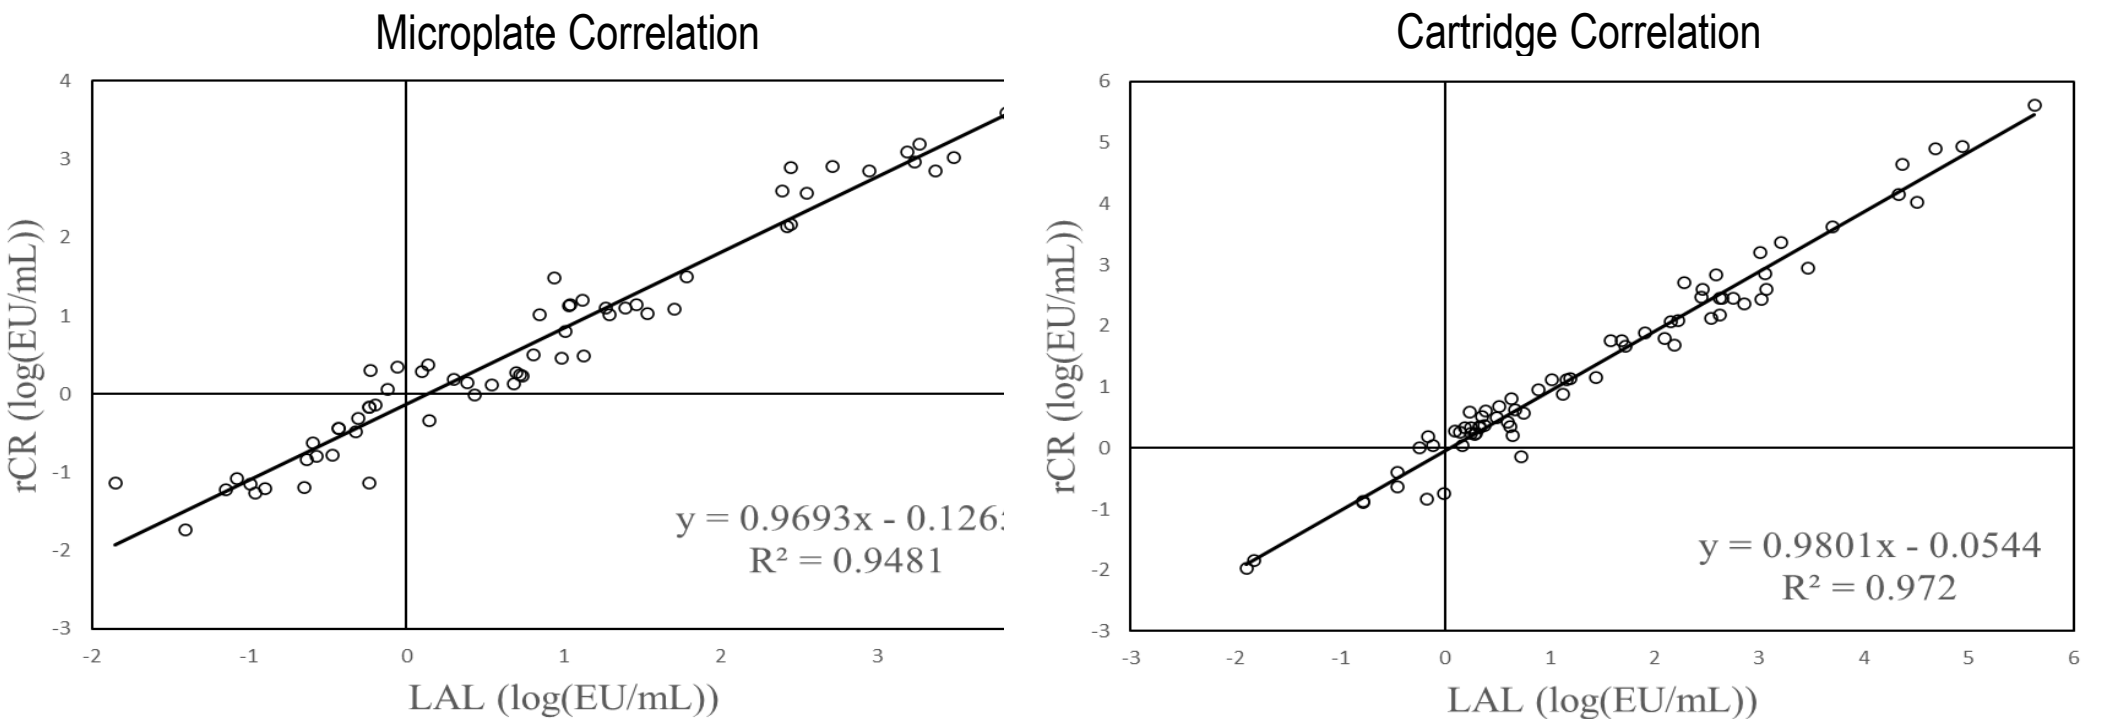 Microplate Correlation
4
3
2
1
0
-1
-2
-3
-2 -1 0 1 2 3
rCR (log(EU/mL))
LAL (log(EU/mL))
y = 0.9693x - 0.126
R² = 0.9481
Cartridge Correlation
6
5
4
3
2
1
0
-1
-2
-3
-3 -2 -1 0 1 2 3 4 5 6
rCR (log(EU/mL))
LAL (log(EU/mL))
y = 0.9801x - 0.0544
R² = 0.972